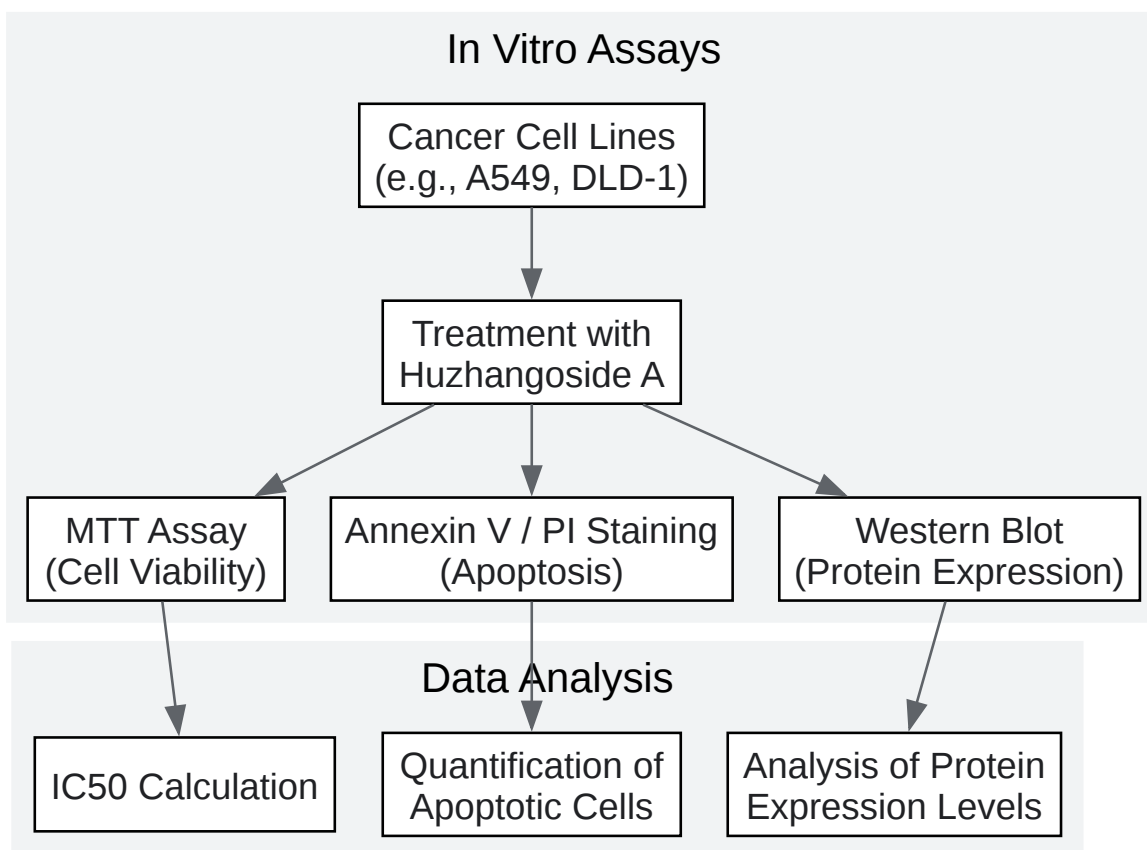 In Vitro Assays
Cancer Cell Lines
(e.g., A549, DLD-1)
Treatment with
Huzhangoside A
MTT Assay
(Cell Viability)
Annexin V / PI Staining
(Apoptosis)
Western Blot
(Protein Expression)
Data Analysis
IC50 Calculation
Quantification of
Apoptotic Cells
Analysis of Protein
Expression Levels